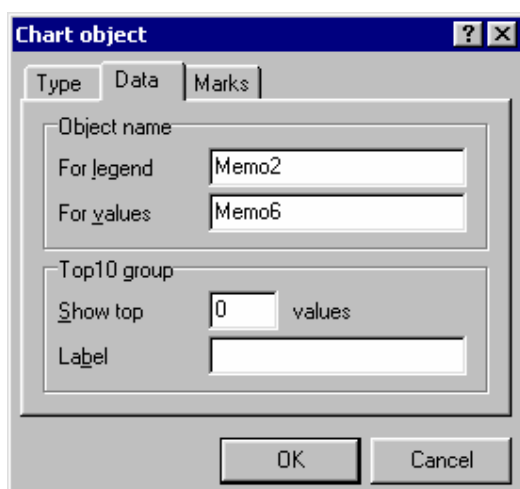 Chart object ? X
Type Data Marks
Object name
For legend Memo2
For values Memo6
Top10 group
Show top 0 values
Label
OK Cancel